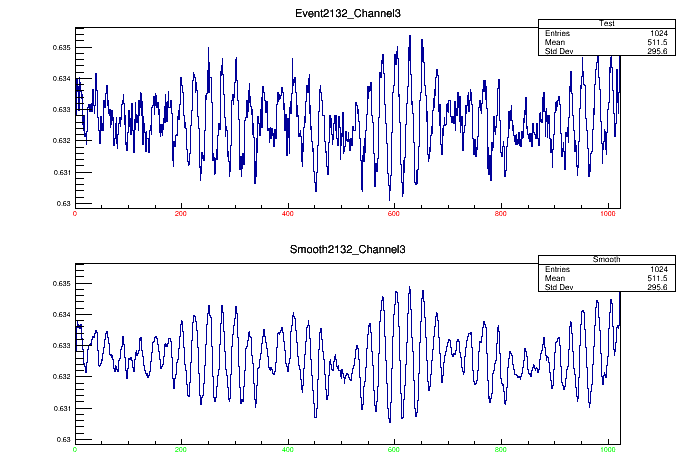 Event2132_Channel3
Test
Entries 1024
Mean 511.5
Std Dev 295.6
0.635
0.634
0.633
0.632
0.631
0.63
0 200 400 600 800 1000
Smooth2132_Channel3
Smooth
Entries 1024
Mean 511.5
Std Dev 295.6
0.635
0.634
0.633
0.632
0.631
0.63
0 200 400 600 800 1000